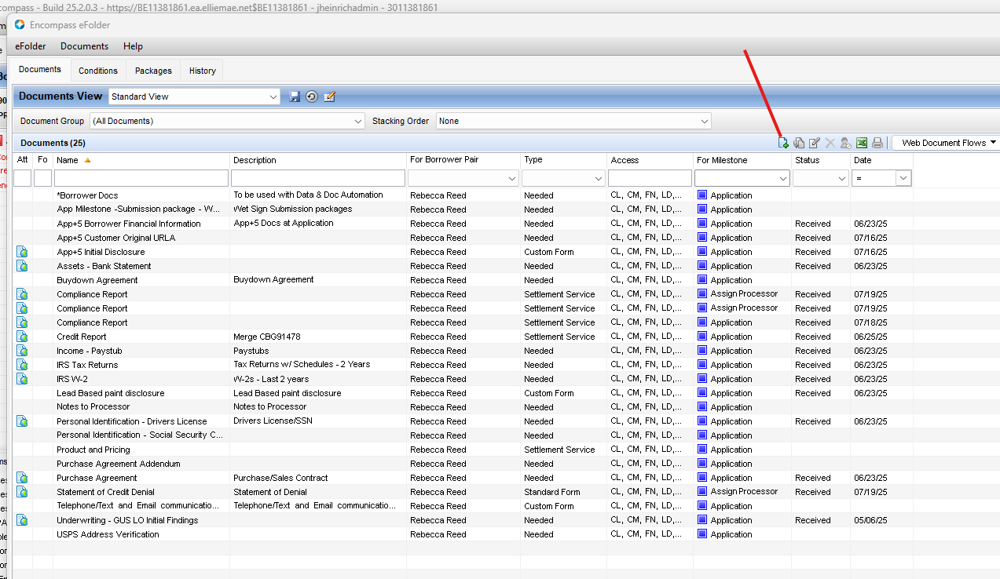 compass - Build 25.2.0.3 - https://BE11381861.ea.elliemae.net$BE11381861 - jheinrichadmin - 3011381861
Encompass eFolder
eFolder Documents Help
Documents Conditions Packages History
Documents View Standard View
Document Group (All Documents) Stacking Order None
Documents (25) Web Document Flows
Att Fo Name Description For Borrower Pair Type Access For Milestone Status Date
=
*Borrower Docs To be used with Data & Doc Automation Rebecca Reed Needed CL, CM, FN, LD,... Application
App Milestone -Submission package - W... Wet Sign Submission packages Rebecca Reed Needed CL, CM, FN, LD,... Application
App+5 Borrower Financial Information App+5 Docs at Application Rebecca Reed Needed CL, CM, FN, LD,... Application Received 06/23/25
App+5 Customer Original URLA Rebecca Reed Needed CL, CM, FN, LD,... Application Received 07/16/25
App+5 Initial Disclosure Rebecca Reed Custom Form CL, CM, FN, LD,... Application Received 07/16/25
Assets - Bank Statement Rebecca Reed Needed CL, CM, FN, LD,... Application Received 06/23/25
Buydown Agreement Buydown Agreement Rebecca Reed Needed CL, CM, FN, LD,... Application
Compliance Report Rebecca Reed Settlement Service CL, CM, FN, LD,... Assign Processor Received 07/19/25
Compliance Report Rebecca Reed Settlement Service CL, CM, FN, LD,... Assign Processor Received 07/19/25
Compliance Report Rebecca Reed Settlement Service CL, CM, FN, LD,... Application Received 07/18/25
Credit Report Merge CBG91478 Rebecca Reed Settlement Service CL, CM, FN, LD,... Application Received 06/25/25
Income - Paystub Paystubs Rebecca Reed Needed CL, CM, FN, LD,... Application Received 06/23/25
IRS Tax Returns Tax Returns w/ Schedules - 2 Years Rebecca Reed Needed CL, CM, FN, LD,... Application Received 06/23/25
IRS W-2 W-2s - Last 2 years Rebecca Reed Needed CL, CM, FN, LD,... Application Received 06/23/25
Lead Based paint disclosure Lead Based paint disclosure Rebecca Reed Custom Form CL, CM, FN, LD,... Application Received 06/23/25
Notes to Processor Notes to Processor Rebecca Reed Needed CL, CM, FN, LD,... Application
Personal Identification - Drivers License Drivers License/SSN Rebecca Reed Needed CL, CM, FN, LD,... Application Received 06/23/25
Personal Identification - Social Security C... Rebecca Reed Needed CL, CM, FN, LD,... Application
Product and Pricing Rebecca Reed Settlement Service CL, CM, FN, LD,... Application
Purchase Agreement Addendum Rebecca Reed Needed CL, CM, FN, LD,... Application
Purchase Agreement Purchase/Sales Contract Rebecca Reed Needed CL, CM, FN, LD,... Application Received 06/23/25
Statement of Credit Denial Statement of Denial Rebecca Reed Standard Form CL, CM, FN, LD,... Assign Processor Received 07/19/25
Telephone/Text and Email communicatio... Telephone/Text and Email communicatio... Rebecca Reed Custom Form CL, CM, FN, LD,... Application
Underwriting - GUS LO Initial Findings Rebecca Reed Needed CL, CM, FN, LD,... Application Received 05/06/25
USPS Address Verification Rebecca Reed Needed CL, CM, FN, LD,... Application